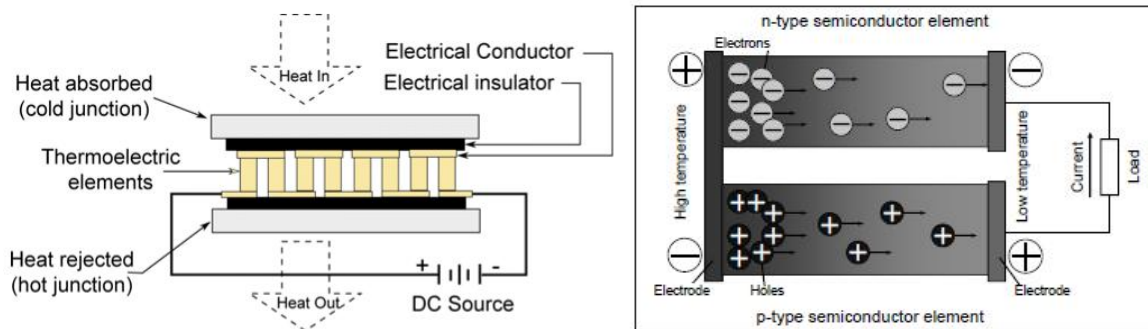 Heat In
Electrical Conductor
Electrical insulator
Heat absorbed
(cold junction)
Thermoelectric
elements
Heat rejected
(hot junction)
+
-
DC Source
Heat Out
n-type semiconductor element
Electrons
High temperature
Low temperature
Current
Load
Electrode
Holes
Electrode
p-type semiconductor element